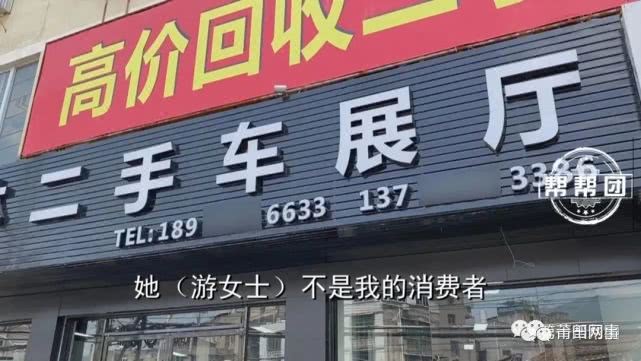 高价回收二
二手车展厅
帮帮团
TEL:189 6633 137 3386
她（游女士）不是我的消费者
莆田网事